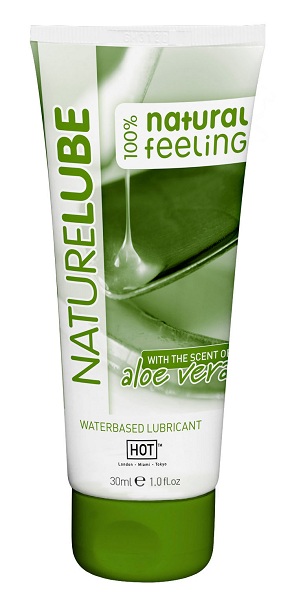 NATURELUBE
100%
natural
feeling
WITH THE SCENT OF
aloe vera
WATERBASED LUBRICANT
HOT™
London - Miami - Tokyo
30ml ℮ 1.0 fl.oz